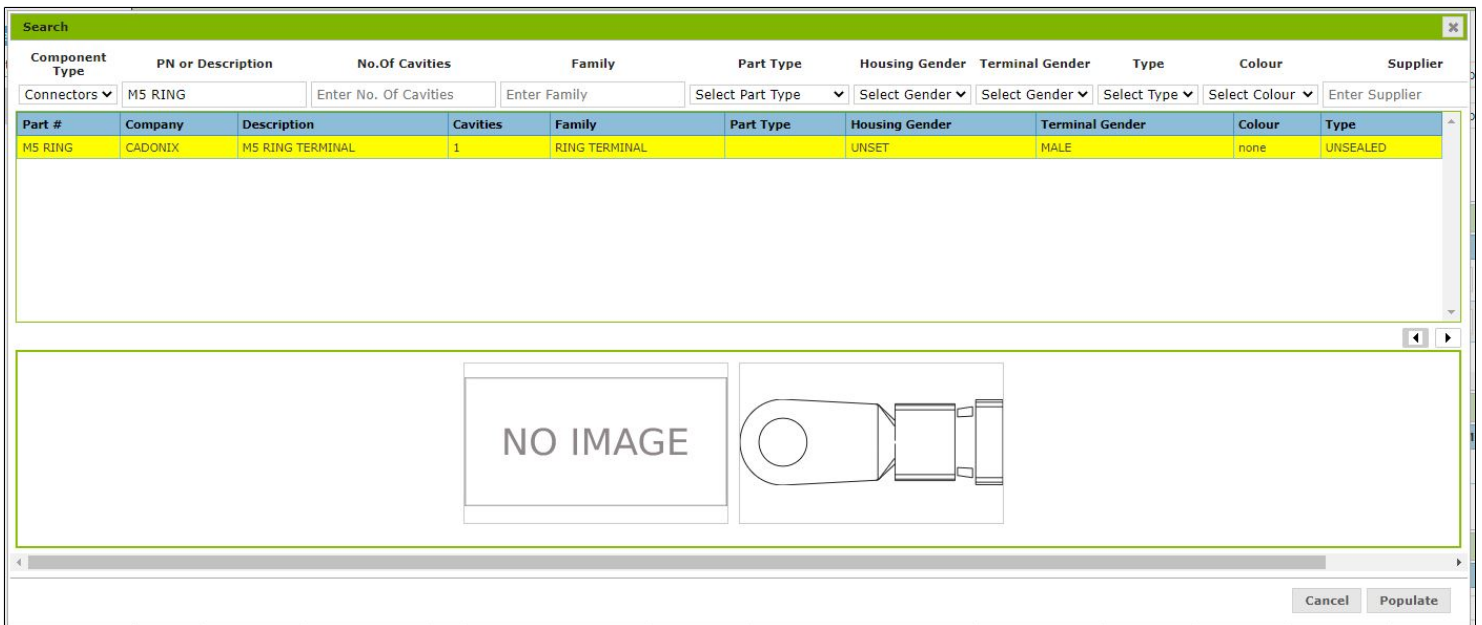 Search
Component Type PN or Description No.Of Cavities Family Part Type Housing Gender Terminal Gender Type Colour Supplier
Connectors M5 RING Enter No. Of Cavities Enter Family Select Part Type Select Gender Select Gender Select Type Select Colour Enter Supplier
Part # Company Description Cavities Family Part Type Housing Gender Terminal Gender Colour Type
M5 RING CADONIX M5 RING TERMINAL 1 RING TERMINAL UNSET MALE none UNSEALED
NO IMAGE
Cancel Populate